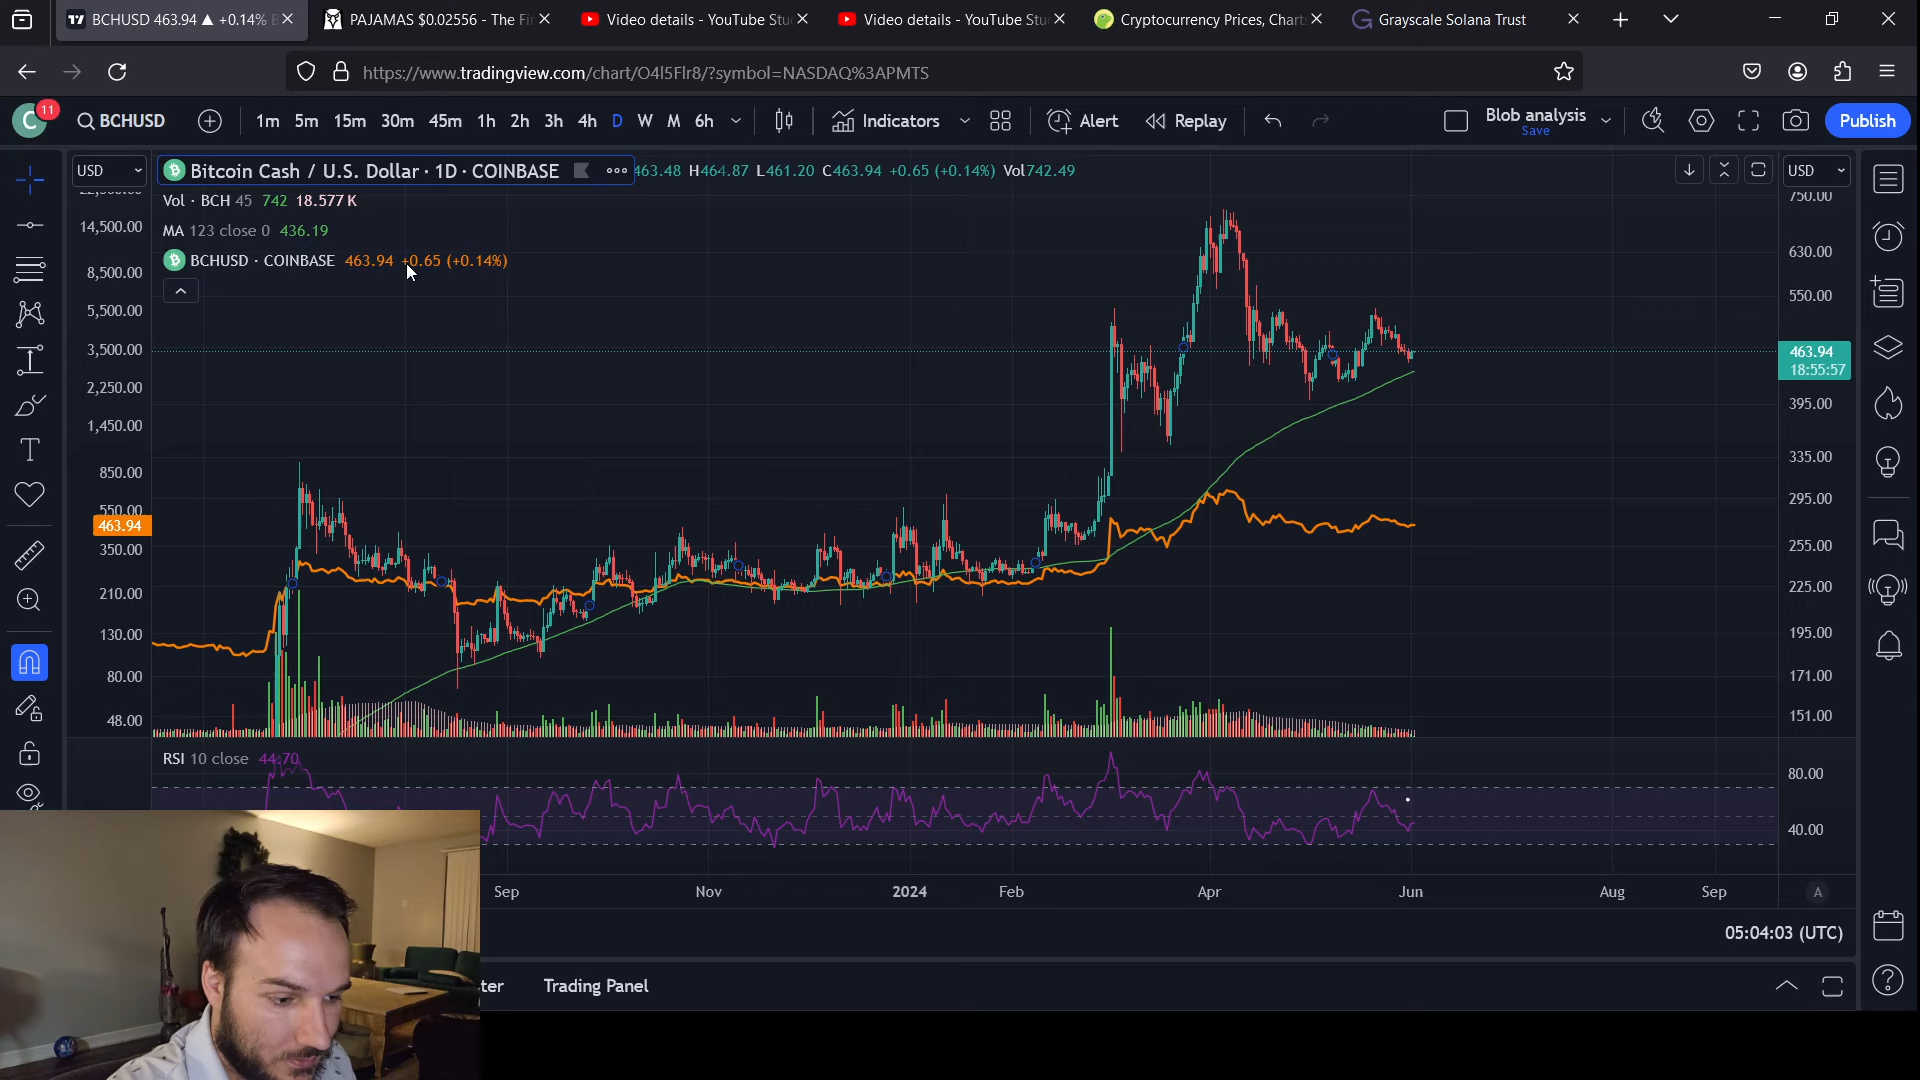 BCHUSD 463.94 ▲ +0.14%
PAJAMAS $0.02556 - The Fi
Video details - YouTube Stu
Video details - YouTube Stu
Cryptocurrency Prices, Chart
Grayscale Solana Trust
https://www.tradingview.com/chart/O4l5Flr8/?symbol=NASDAQ%3APMTS
C 11 BCHUSD 1m 5m 15m 30m 45m 1h 2h 3h 4h D W M 6h Indicators Alert Replay Blob analysis Save Publish
USD Bitcoin Cash / U.S. Dollar · 1D · COINBASE 463.48 H464.87 L461.20 C463.94 +0.65 (+0.14%) Vol742.49 USD
Vol · BCH 45 742 18.577 K
MA 123 close 0 436.19
BCHUSD · COINBASE 463.94 +0.65 (+0.14%)
14,500.00
8,500.00
5,500.00
3,500.00
2,250.00
1,450.00
850.00
550.00
463.94
350.00
210.00
130.00
80.00
48.00
750.00
630.00
550.00
463.94
18:55:57
395.00
335.00
295.00
255.00
225.00
195.00
171.00
151.00
RSI 10 close 44.70
80.00
40.00
Sep Nov 2024 Feb Apr Jun Aug Sep A
05:04:03 (UTC)
ter Trading Panel